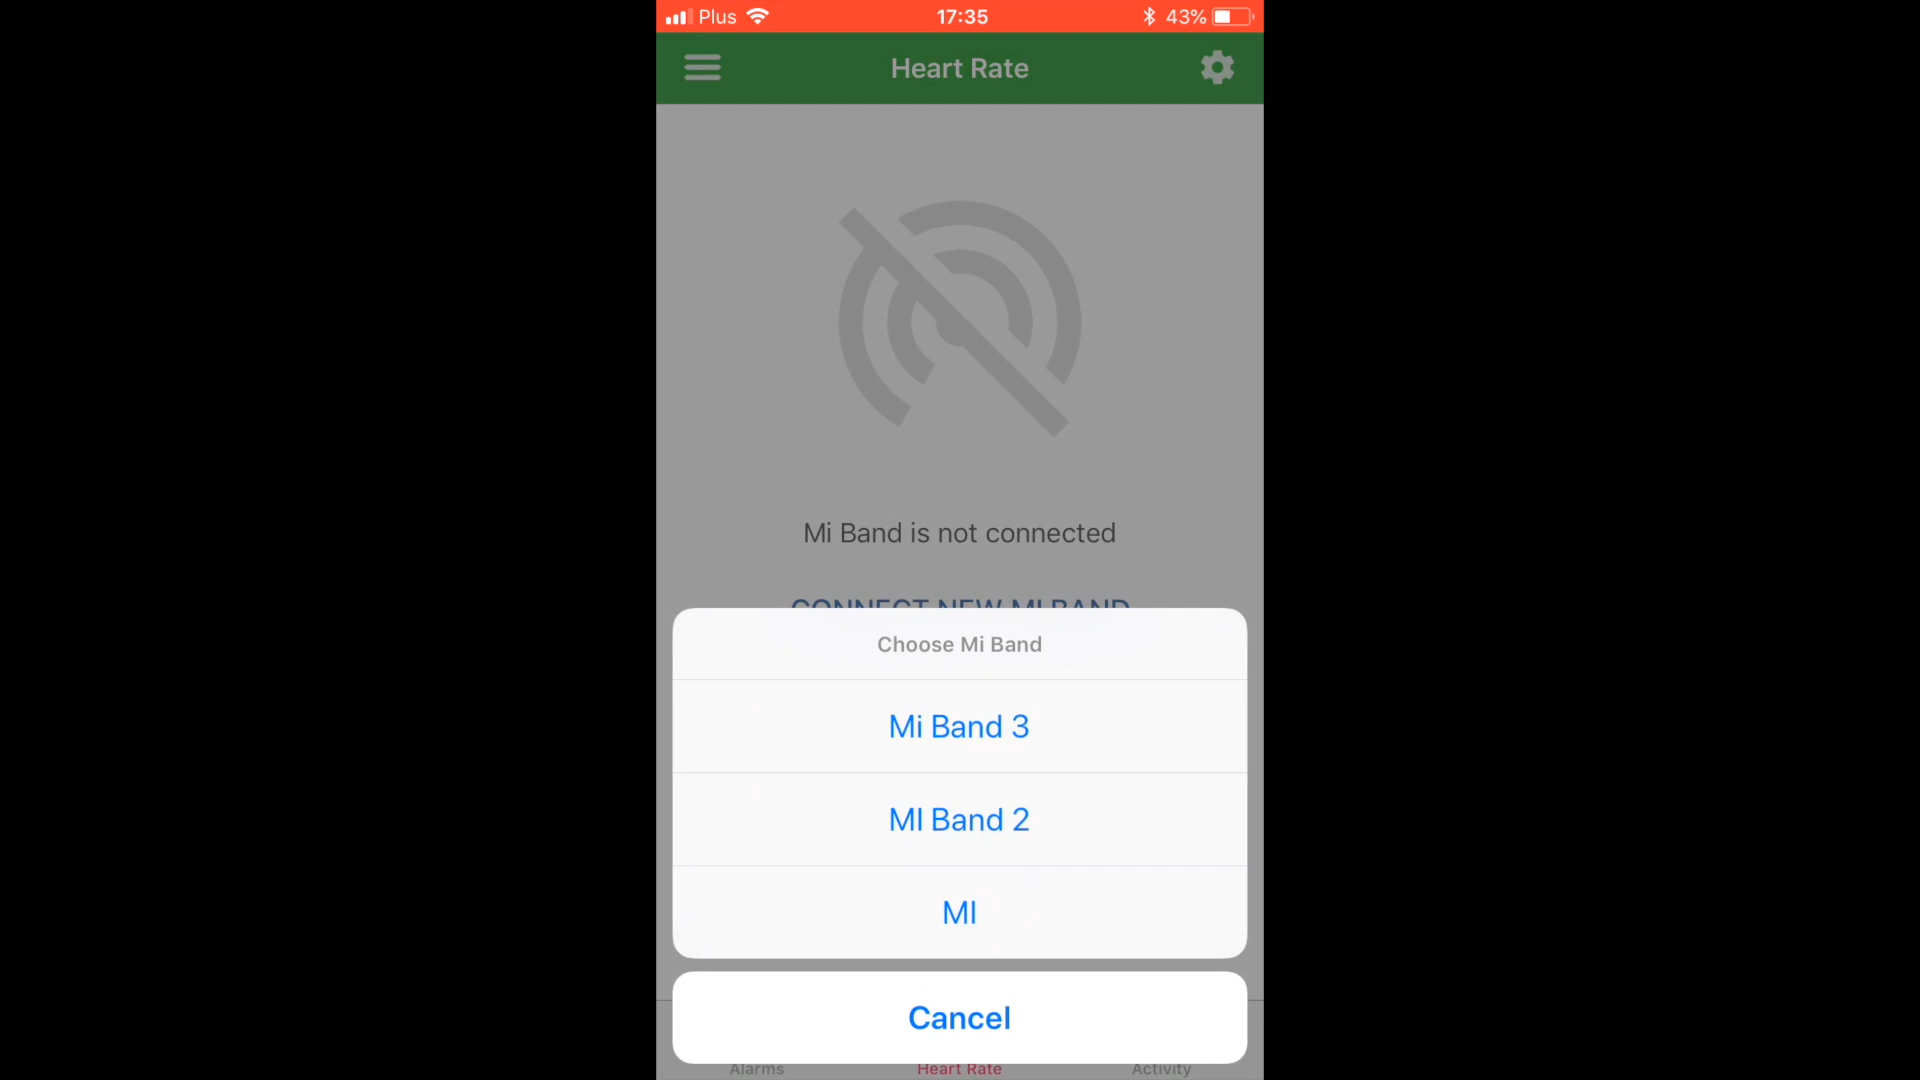 Plus 17:35 43%
Heart Rate
Mi Band is not connected
CONNECT NEW MI BAND
Choose Mi Band
Mi Band 3
MI Band 2
MI
Cancel
Alarms Heart Rate Activity